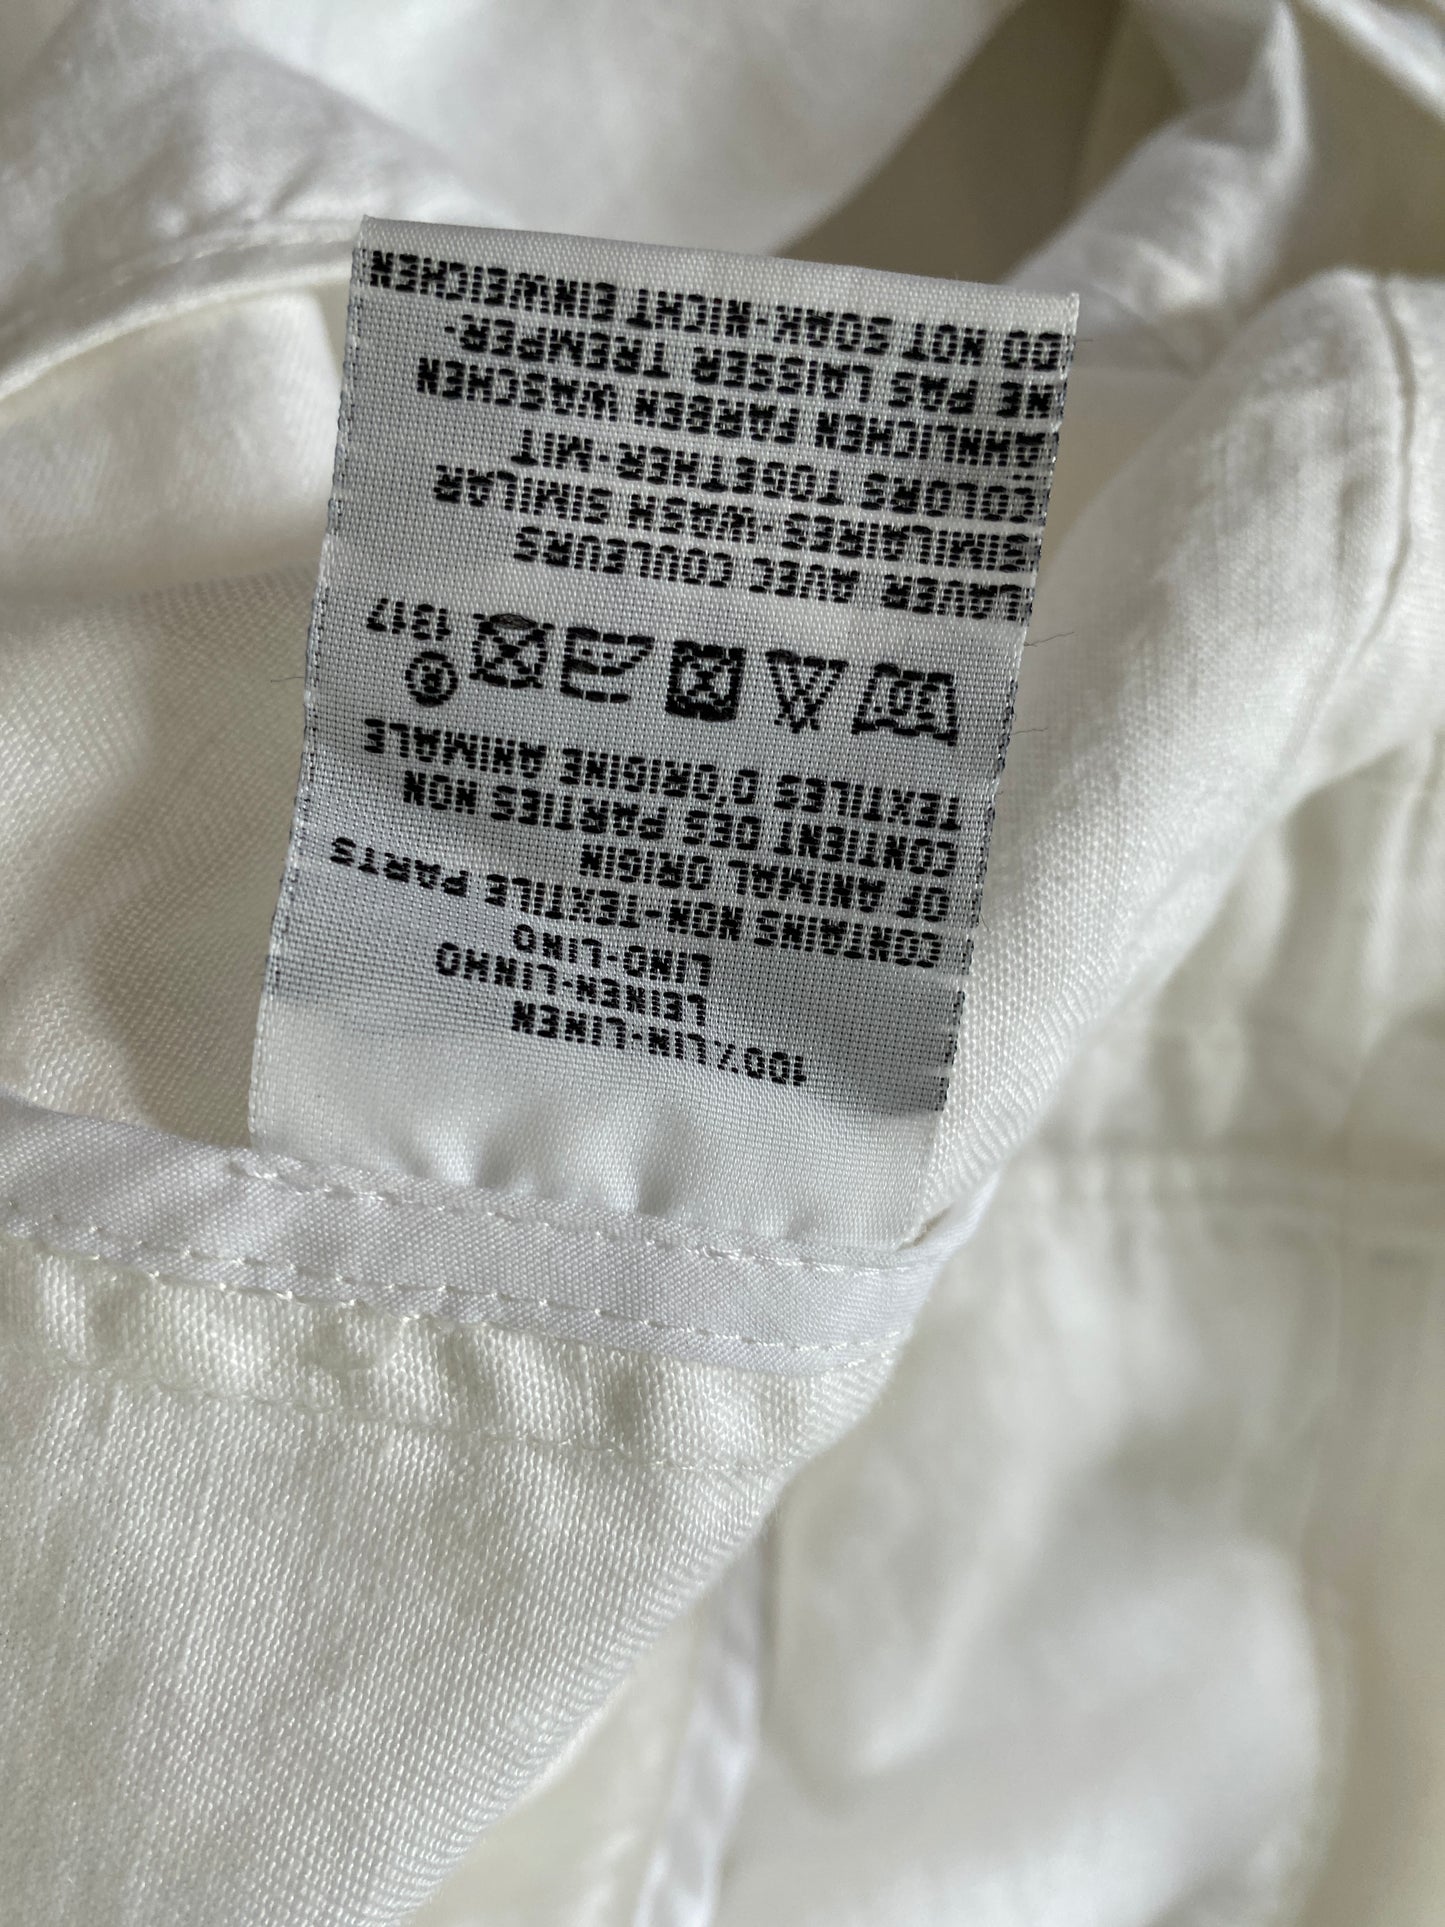 100% LIN-LINEN
LEINEN-LINHO
LINO-LINO
CONTAINS NON-TEXTILE PARTS
OF ANIMAL ORIGIN
CONTIENT DES PARTIES NON
TEXTILES D'ORIGINE ANIMALE
® 1317
LAVER AVEC COULEURS
SIMILAIRES-WASH SIMILAR
COLORS TOGETHER-MIT
ÄHNLICHEN FARBEN WASCHEN
NE PAS LAISSER TREMPER-
DO NOT SOAK-NICHT EINWEICHEN